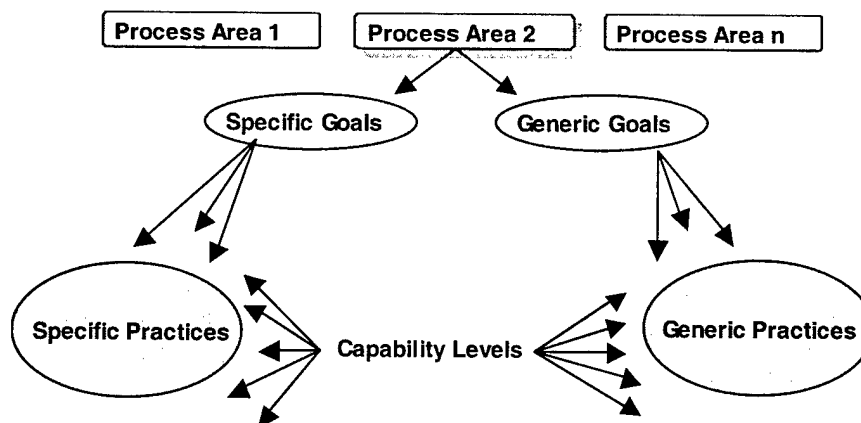 Process Area 1
Process Area 2
Process Area n
Specific Goals
Generic Goals
Specific Practices
Capability Levels
Generic Practices